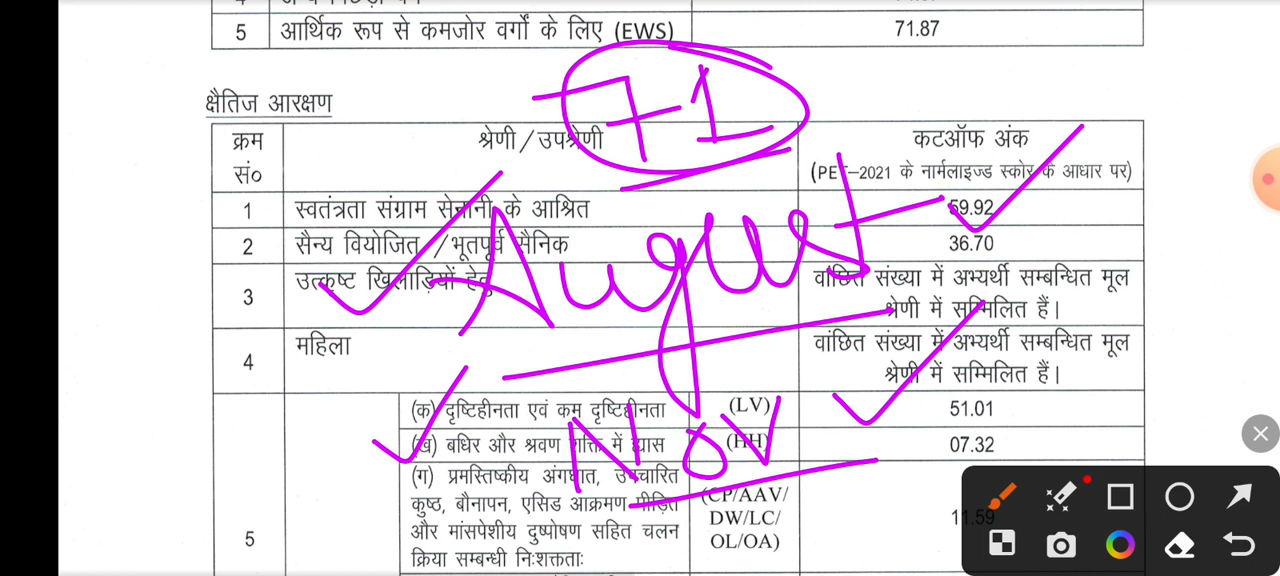 5 आर्थिक रूप से कमजोर वर्गों के लिए (EWS) 71.87
71
क्षैतिज आरक्षण
क्रम सं० श्रेणी/उपश्रेणी कटऑफ अंक
(PET-2021 के नार्मलाइज्ड स्कोर के आधार पर)
1 स्वतंत्रता संग्राम सेनानी के आश्रित 59.92
2 सैन्य वियोजित/भूतपूर्व सैनिक 36.70
3 उत्कृष्ट खिलाड़ियों हेतु वांछित संख्या में अभ्यर्थी सम्बन्धित मूल
श्रेणी में सम्मिलित हैं।
August
4 महिला वांछित संख्या में अभ्यर्थी सम्बन्धित मूल
श्रेणी में सम्मिलित हैं।
5 (क) दृष्टिहीनता एवं कम दृष्टिहीनता (LV) 51.01
(ख) बधिर और श्रवण शक्ति में ह्रास (HH) 07.32
Nov
(ग) प्रमस्तिष्कीय अंगघात, उपचारित
कुष्ठ, बौनापन, एसिड आक्रमण पीड़ित
और मांसपेशीय दुष्पोषण सहित चलन
क्रिया सम्बन्धी निःशक्तताः
(CP/AAV/
DW/LC/
OL/OA)
11.59